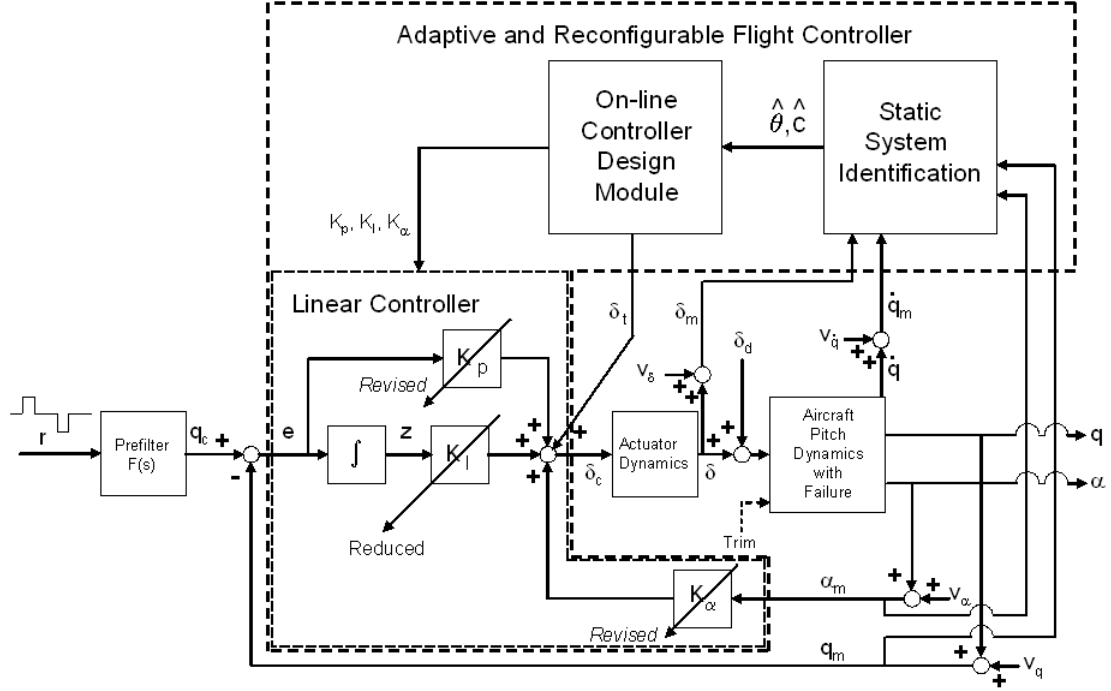 Adaptive and Reconfigurable Flight Controller
On-line
Controller
Design
Module
θ̂, ĉ
Static
System
Identification
Kp, KI, Kα
Linear Controller
δt
δm
q̇m
δd
vq̇
+
+
q̇
Kp
Revised
vδ
+
+
r
Prefilter
F(s)
qc
+
-
e
∫
z
KI
Reduced
+
+
+
+
+
δc
Actuator
Dynamics
δ
+
+
Aircraft
Pitch
Dynamics
with
Failure
q
α
Trim
Kα
Revised
αm
+
+
vα
qm
+
+
vq